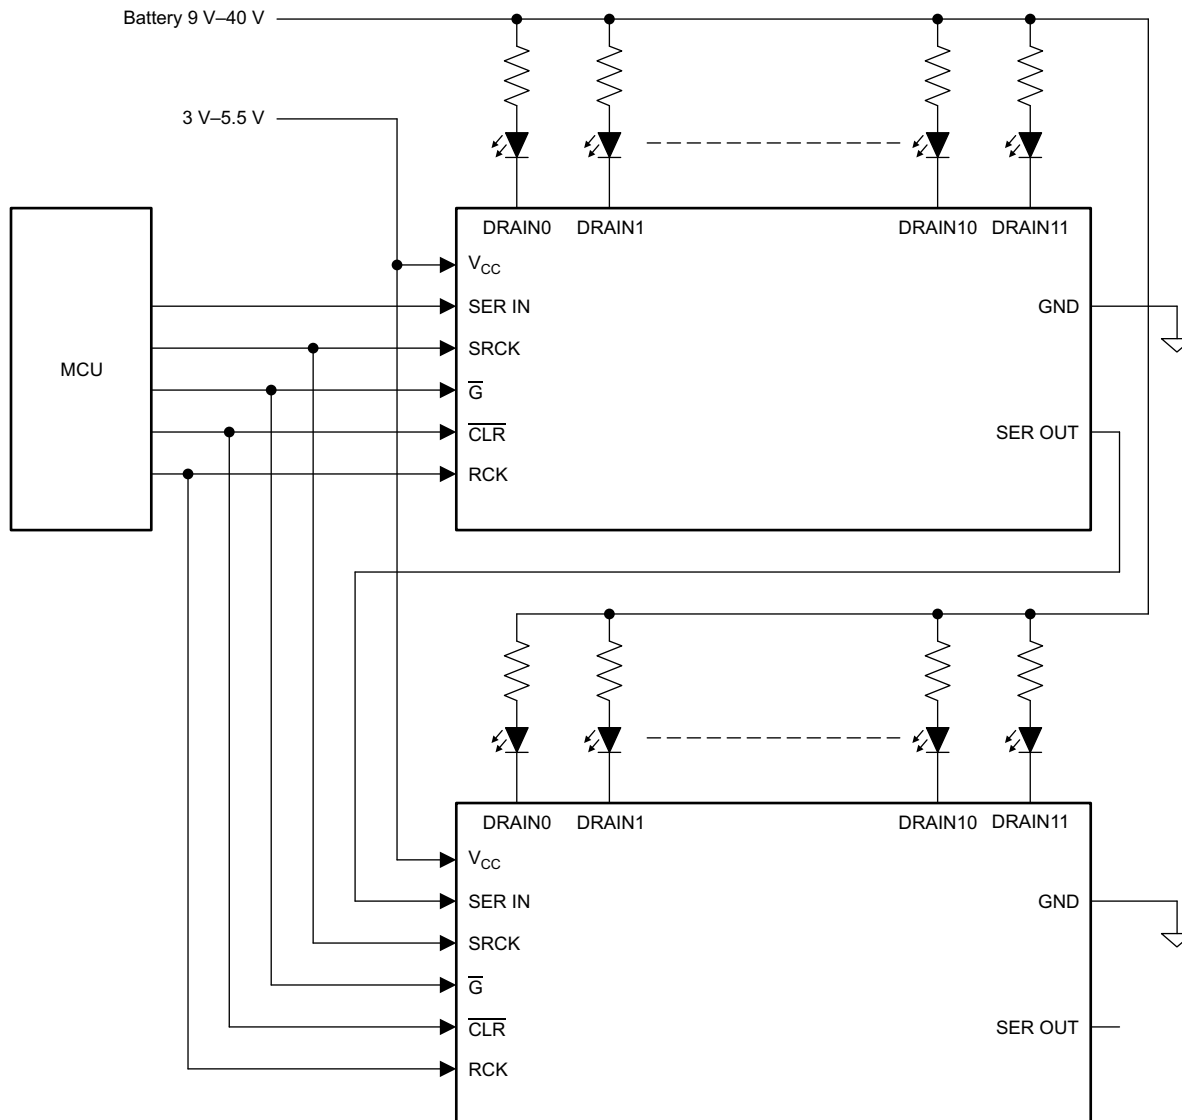 Battery 9 V–40 V
3 V–5.5 V
MCU
DRAIN0 DRAIN1 DRAIN10 DRAIN11
VCC
SER IN
GND
SRCK
G
CLR
SER OUT
RCK
DRAIN0 DRAIN1 DRAIN10 DRAIN11
VCC
SER IN
GND
SRCK
G
CLR
SER OUT
RCK